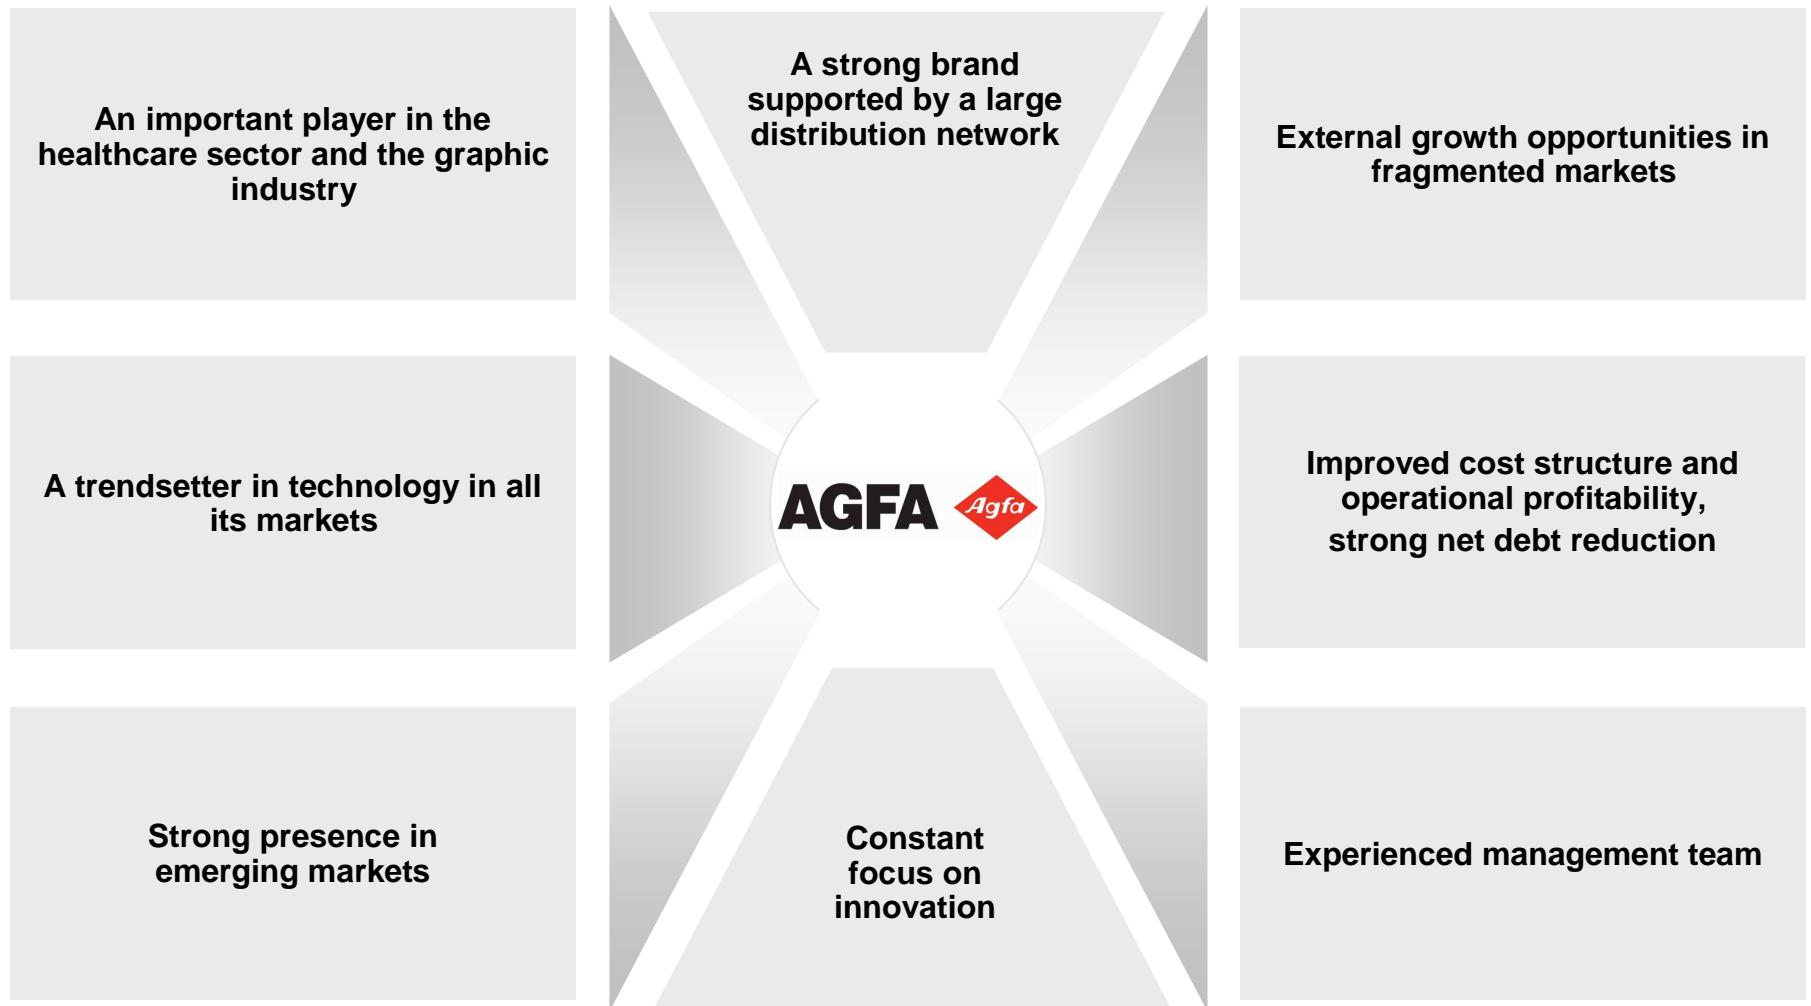 An important player in the
healthcare sector and the graphic
industry
A strong brand
supported by a large
distribution network
External growth opportunities in
fragmented markets
A trendsetter in technology in all
its markets
AGFA Agfa
Improved cost structure and
operational profitability,
strong net debt reduction
Strong presence in
emerging markets
Constant
focus on
innovation
Experienced management team